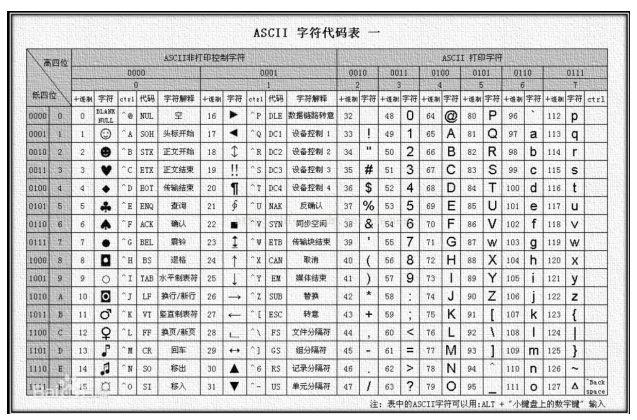 ASCII 字符代码表 一
高四位 ASCII非打印控制字符 ASCII 打印字符
0000 0001 0010 0011 0100 0101 0110 0111
低四位 0 1 2 3 4 5 6 7
十进制 字符 ctrl 代码 字符解释 十进制 字符 ctrl 代码 字符解释 十进制 字符 十进制 字符 十进制 字符 十进制 字符 十进制 字符 十进制 字符 ctrl
0000 0 0 BLANK NULL ^@ NUL 空 16 ► ^P DLE 数据链路转意 32 48 0 64 @ 80 P 96 ` 112 p
0001 1 1 ☺ ^A SOH 头标开始 17 ◄ ^Q DC1 设备控制 1 33 ! 49 1 65 A 81 Q 97 a 113 q
0010 2 2 ☻ ^B STX 正文开始 18 ↕ ^R DC2 设备控制 2 34 " 50 2 66 B 82 R 98 b 114 r
0011 3 3 ♥ ^C ETX 正文结束 19 ‼ ^S DC3 设备控制 3 35 # 51 3 67 C 83 S 99 c 115 s
0100 4 4 ♦ ^D EOT 传输结束 20 ¶ ^T DC4 设备控制 4 36 $ 52 4 68 D 84 T 100 d 116 t
0101 5 5 ♣ ^E ENQ 查询 21 ∮ ^U NAK 反确认 37 % 53 5 69 E 85 U 101 e 117 u
0110 6 6 ♠ ^F ACK 确认 22 ■ ^V SYN 同步空闲 38 & 54 6 70 F 86 V 102 f 118 v
0111 7 7 ● ^G BEL 震铃 23 ↨ ^W ETB 传输块结束 39 ' 55 7 71 G 87 w 103 g 119 w
1000 8 8 ◘ ^H BS 退格 24 ↑ ^X CAN 取消 40 ( 56 8 72 H 88 X 104 h 120 x
1001 9 9 ○ ^I TAB 水平制表符 25 ↓ ^Y EM 媒体结束 41 ) 57 9 73 I 89 Y 105 i 121 y
1010 A 10 ◙ ^J LF 换行/新行 26 → ^Z SUB 替换 42 * 58 : 74 J 90 Z 106 j 122 z
1011 B 11 ♂ ^K VT 竖直制表符 27 ← ^[ ESC 转意 43 + 59 ; 75 K 91 [ 107 k 123 {
1100 C 12 ♀ ^L FF 换页/新页 28 ∟ ^\ FS 文件分隔符 44 , 60 < 76 L 92 \ 108 l 124 |
1101 D 13 ♪ ^M CR 回车 29 ↔ ^] GS 组分隔符 45 - 61 = 77 M 93 ] 109 m 125 }
1110 E 14 ♫ ^N SO 移出 30 ▲ ^6 RS 记录分隔符 46 . 62 > 78 N 94 ^ 110 n 126 ~
15 ☼ ^O SI 移入 31 ▼ ^- US 单元分隔符 47 / 63 ? 79 O 95 _ 111 o 127 Δ ^Back space
注: 表中的ASCII字符可以用:ALT + "小键盘上的数字键" 输入